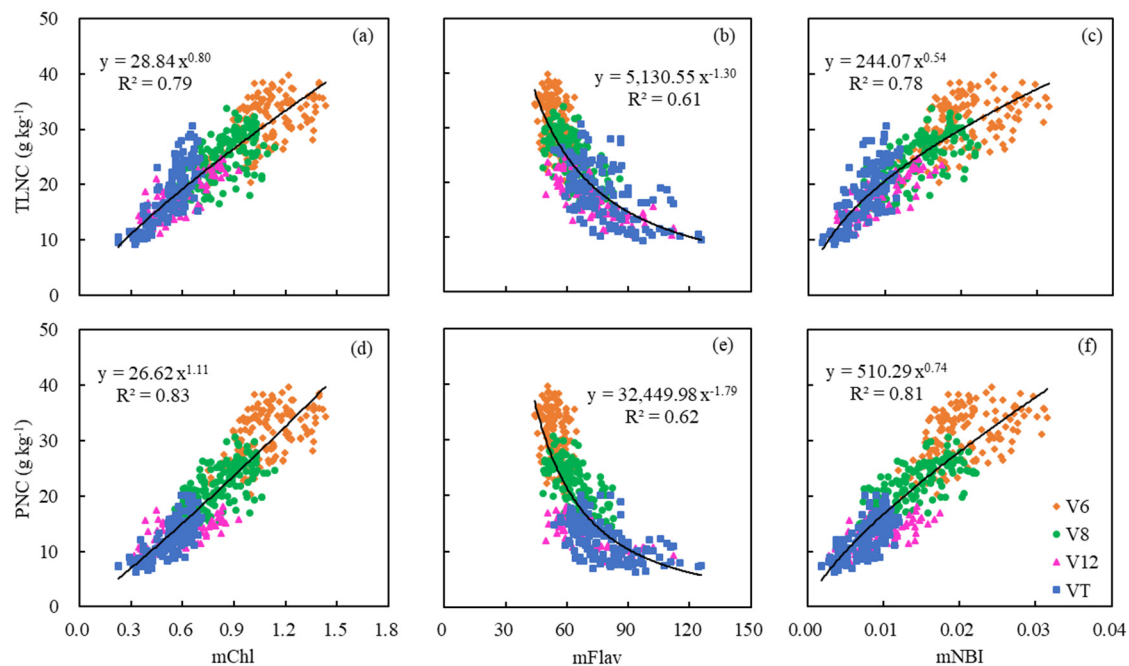 50
40
30
20
10
0
TLNC (g kg⁻¹)
(a)
y = 28.84 x^0.80
R² = 0.79
(b)
y = 5,130.55 x^-1.30
R² = 0.61
(c)
y = 244.07 x^0.54
R² = 0.78
50
40
30
20
10
0
PNC (g kg⁻¹)
(d)
y = 26.62 x^1.11
R² = 0.83
(e)
y = 32,449.98 x^-1.79
R² = 0.62
(f)
y = 510.29 x^0.74
R² = 0.81
V6
V8
V12
VT
0.0 0.3 0.6 0.9 1.2 1.5 1.8
0 30 60 90 120 150
0.00 0.01 0.02 0.03 0.04
mChl
mFlav
mNBI